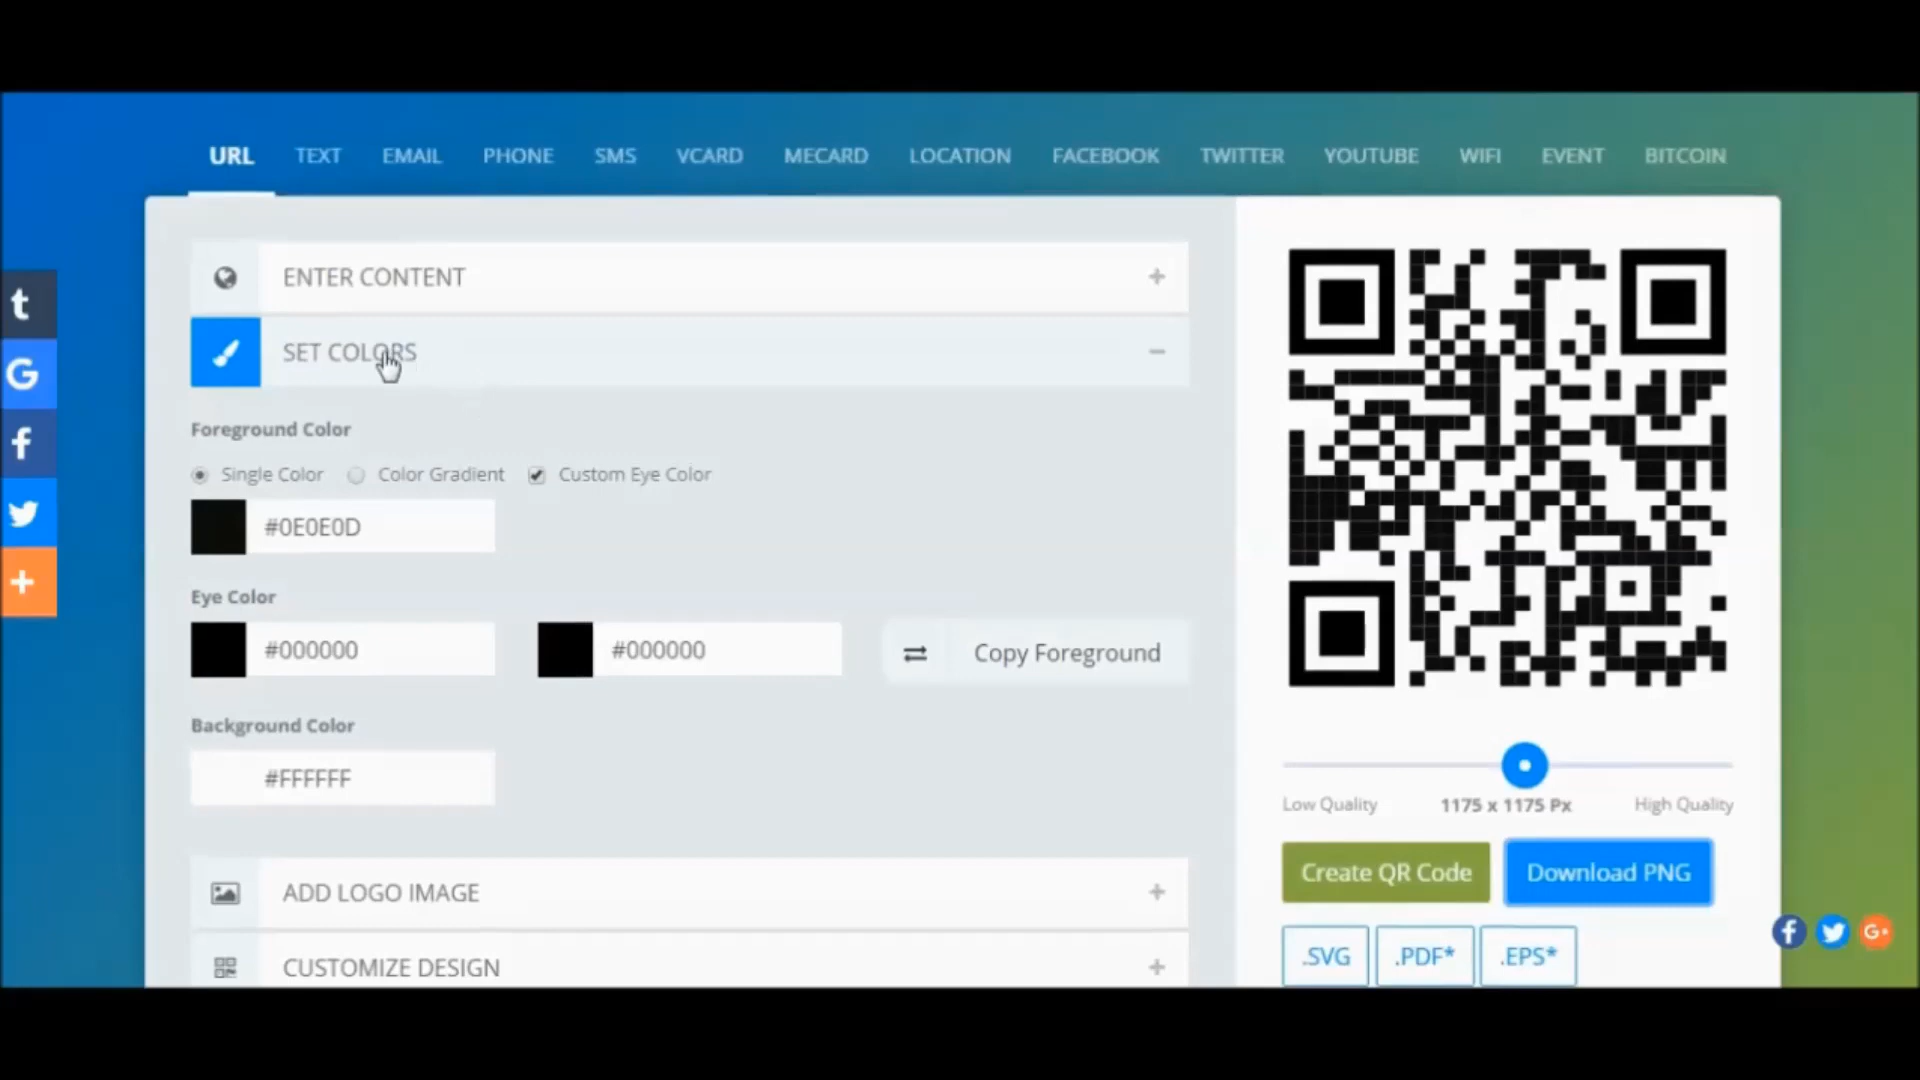 URL TEXT EMAIL PHONE SMS VCARD MECARD LOCATION FACEBOOK TWITTER YOUTUBE WIFI EVENT BITCOIN
ENTER CONTENT +
SET COLORS −
Foreground Color
Single Color Color Gradient Custom Eye Color
#0E0E0D
Eye Color
#000000 #000000 Copy Foreground
Background Color
#FFFFFF
ADD LOGO IMAGE +
CUSTOMIZE DESIGN +
Low Quality 1175 x 1175 Px High Quality
Create QR Code Download PNG
.SVG .PDF* .EPS*
t
G
f
+
f G+